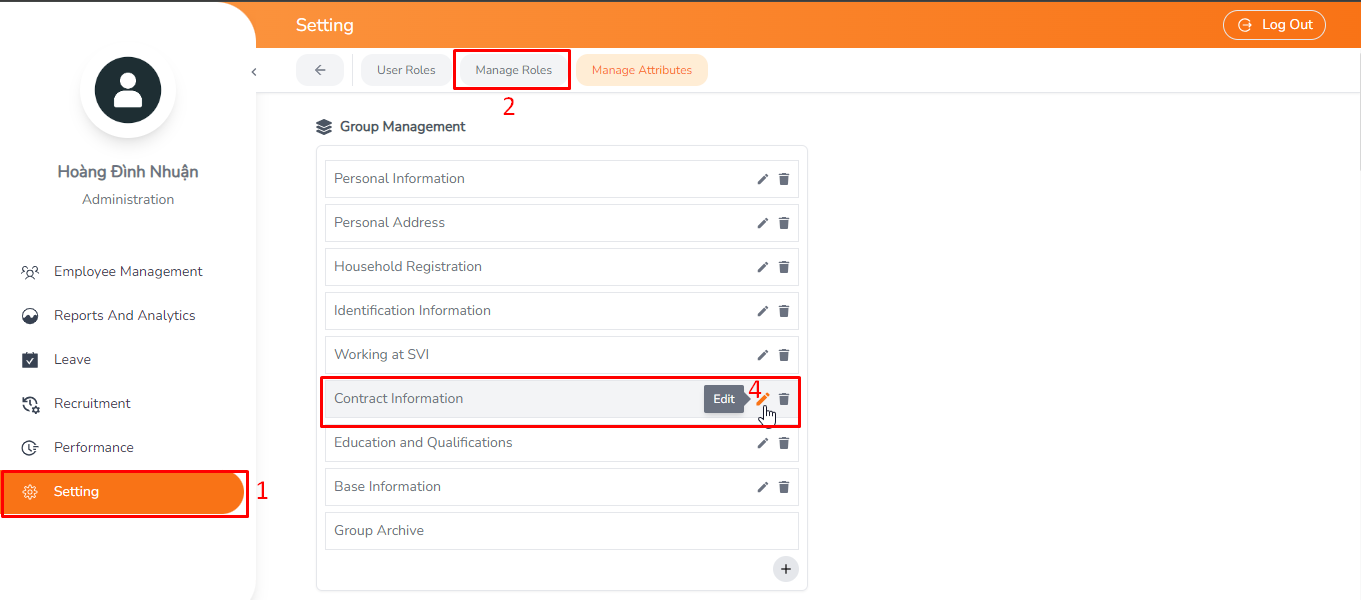 Setting
Log Out
User Roles
Manage Roles
Manage Attributes
2
Hoàng Đình Nhuận
Administration
Employee Management
Reports And Analytics
Leave
Recruitment
Performance
Setting
1
Group Management
Personal Information
Personal Address
Household Registration
Identification Information
Working at SVI
Contract Information
Edit
4
Education and Qualifications
Base Information
Group Archive